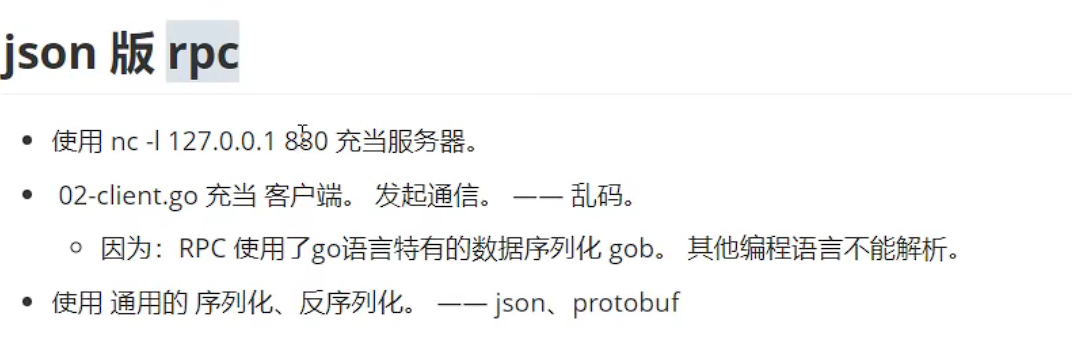 json 版 rpc
使用 nc -l 127.0.0.1 880 充当服务器。
02-client.go 充当 客户端。 发起通信。 —— 乱码。
因为：RPC 使用了go语言特有的数据序列化 gob。 其他编程语言不能解析。
使用 通用的 序列化、反序列化。 —— json、protobuf